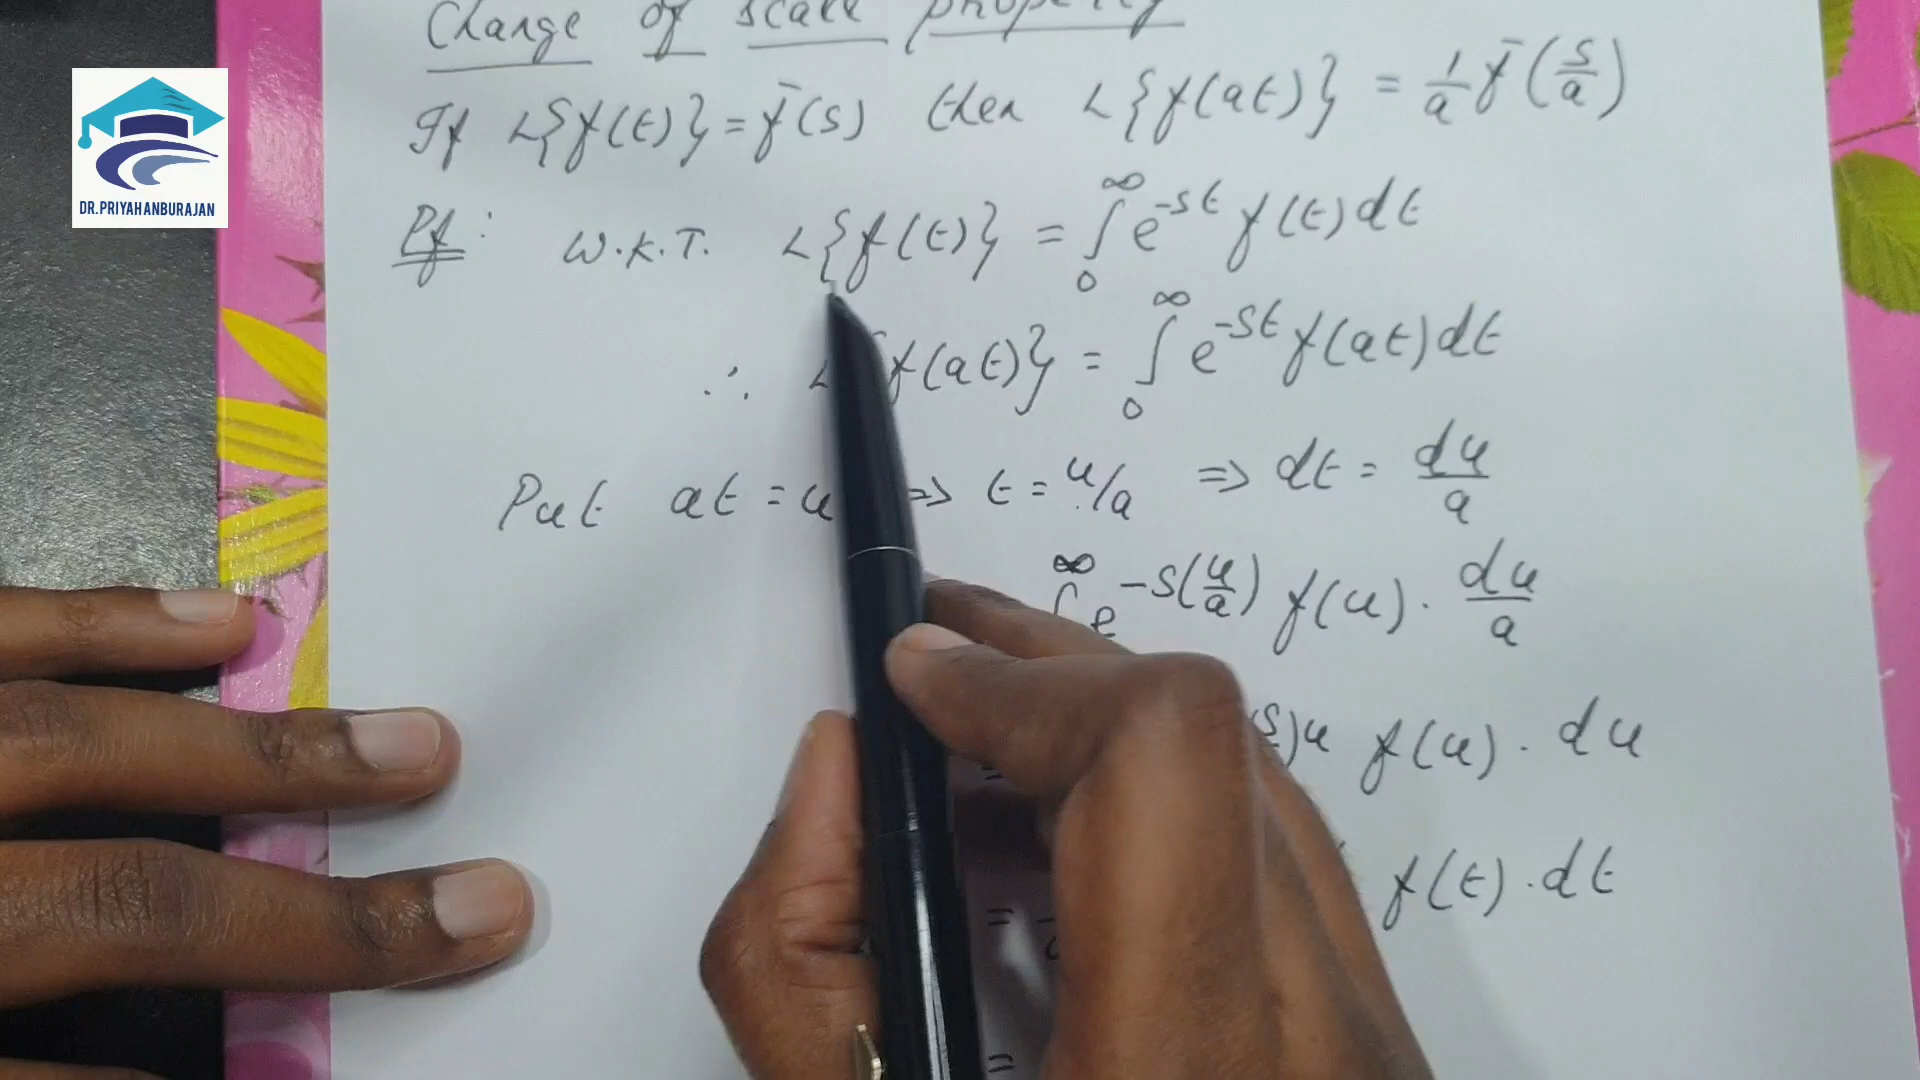 Change of scale property
If L{f(t)} = f̄(s) then L{f(at)} = 1/a f̄(s/a)
Pf: W.K.T. L{f(t)} = ∫₀^∞ e^{-st} f(t) dt
∴ L{f(at)} = ∫₀^∞ e^{-st} f(at) dt
Put at = u ⇒ t = u/a ⇒ dt = du/a
∞ ∫ e^{-s(u/a)} f(u) . du/a
)u f(u) . du
= f(t) . dt
=
DR.PRIYAHANBURAJAN